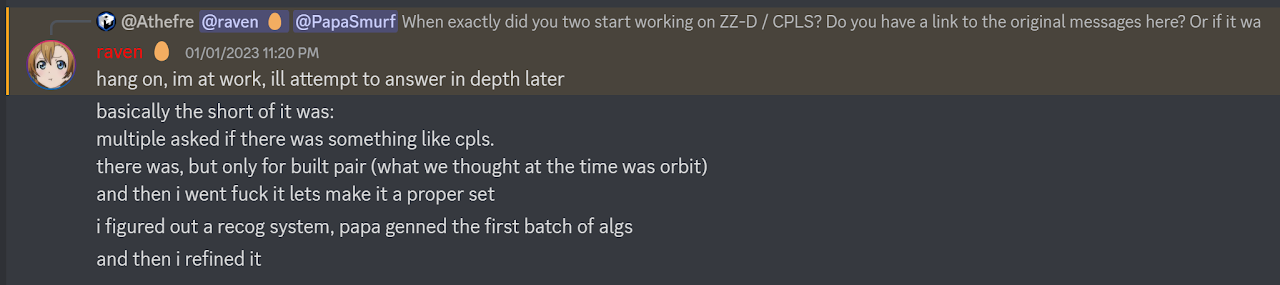 @Athefre @raven 🥚 @PapaSmurf When exactly did you two start working on ZZ-D / CPLS? Do you have a link to the original messages here? Or if it wa
raven 🥚 01/01/2023 11:20 PM
hang on, im at work, ill attempt to answer in depth later
basically the short of it was:
multiple asked if there was something like cpls.
there was, but only for built pair (what we thought at the time was orbit)
and then i went fuck it lets make it a proper set
i figured out a recog system, papa genned the first batch of algs
and then i refined it